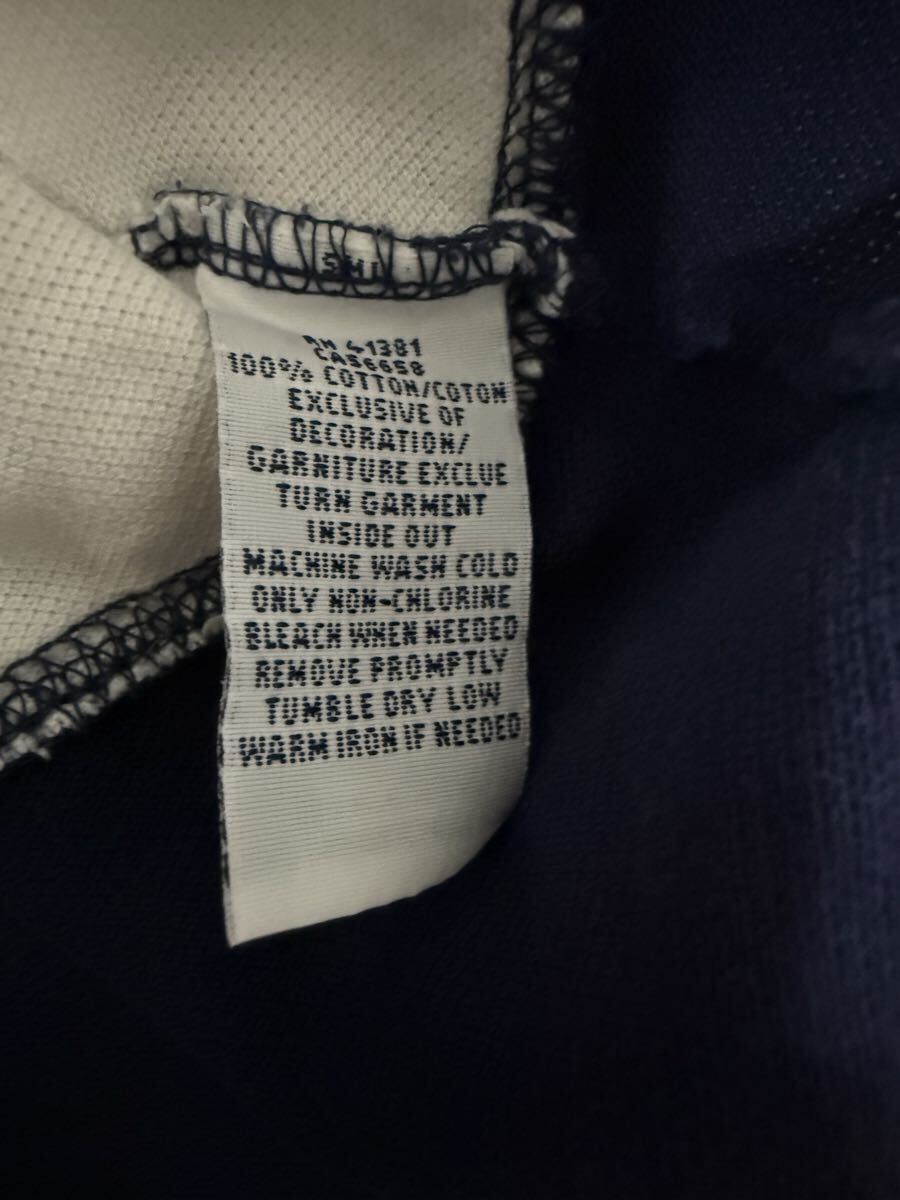 41381
CA56658
100% COTTON/COTON
EXCLUSIVE OF
DECORATION/
GARNITURE EXCLUE
TURN GARMENT
INSIDE OUT
MACHINE WASH COLD
ONLY NON-CHLORINE
BLEACH WHEN NEEDED
REMOVE PROMPTLY
TUMBLE DRY LOW
WARM IRON IF NEEDED